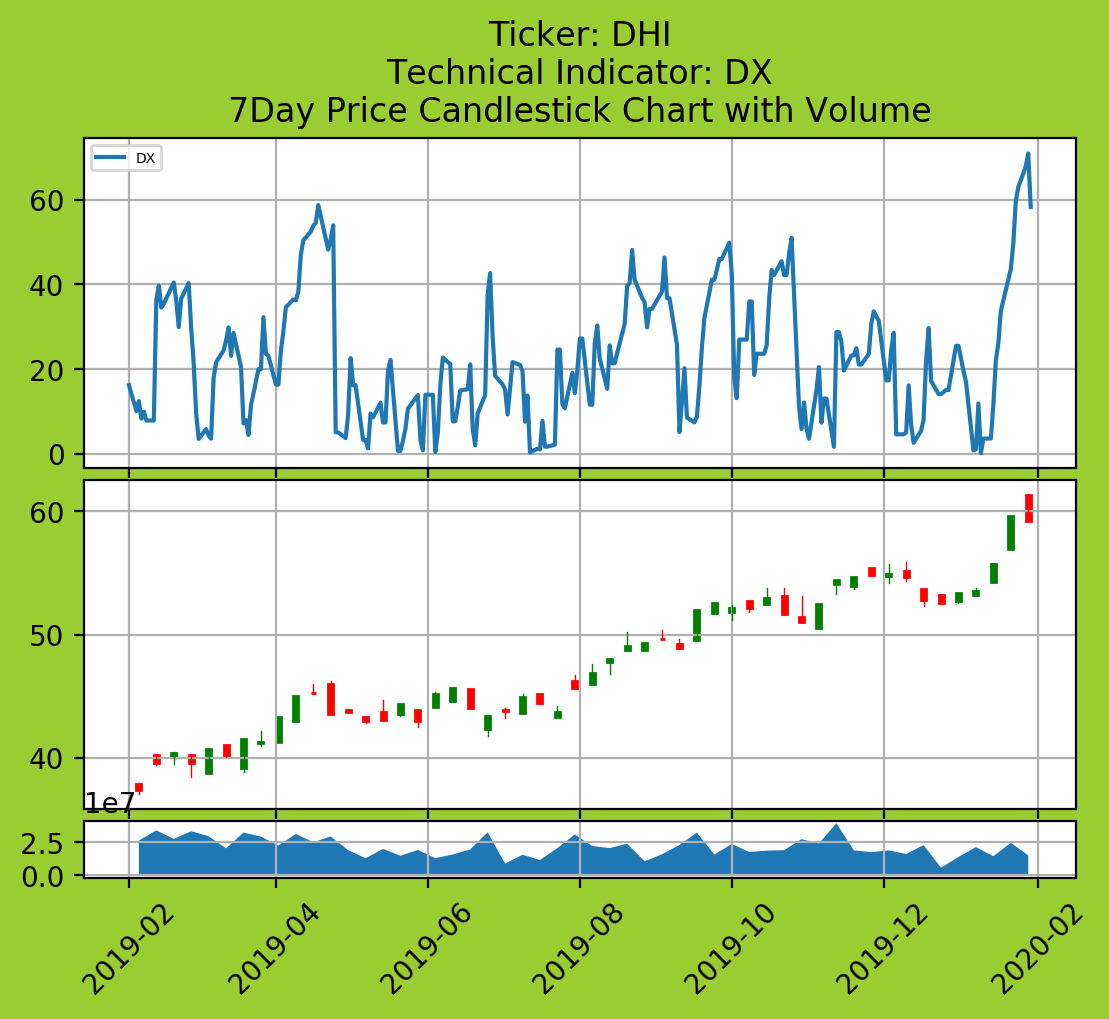 Ticker: DHI
Technical Indicator: DX
7Day Price Candlestick Chart with Volume
DX
60
40
20
0
60
50
40
1e7
2.5
0.0
2019-02 2019-04 2019-06 2019-08 2019-10 2019-12 2020-02